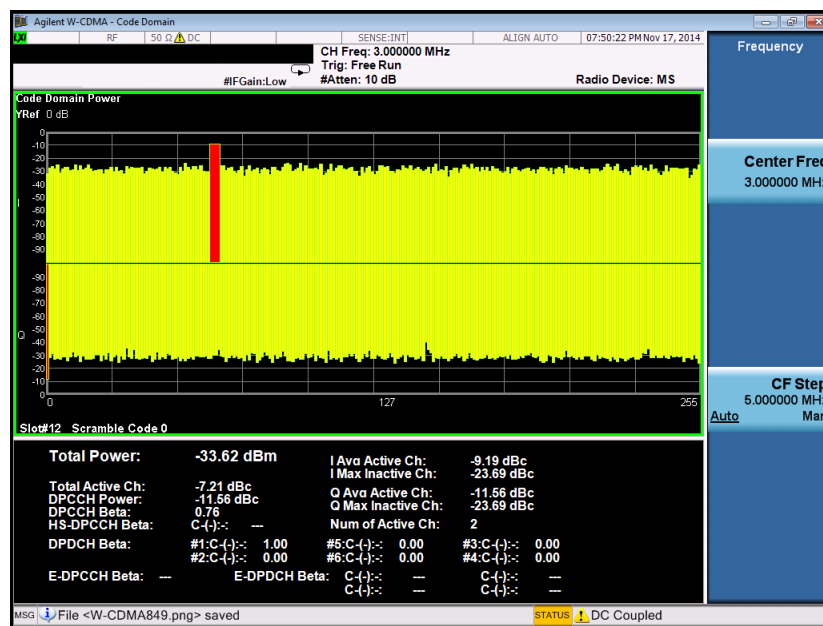 Agilent W-CDMA - Code Domain
LXI RF 50 Ω DC SENSE:INT ALIGN AUTO 07:50:22 PM Nov 17, 2014
CH Freq: 3.000000 MHz
Trig: Free Run
#IFGain:Low #Atten: 10 dB Radio Device: MS
Frequency
Center Freq
3.000000 MH
CF Step
5.000000 MH
Auto Man
Code Domain Power
YRef 0 dB
0
-10
-20
-30
-40
-50
-60
-70
-80
-90
I
-90
-80
-70
-60
-50
-40
-30
-20
-10
0
Q
0 127 255
Slot#12 Scramble Code 0
Total Power: -33.62 dBm
Total Active Ch: -7.21 dBc
DPCCH Power: -11.56 dBc
DPCCH Beta: 0.76
HS-DPCCH Beta: C-(-):-: ---
I Avg Active Ch: -9.19 dBc
I Max Inactive Ch: -23.69 dBc
Q Avg Active Ch: -11.56 dBc
Q Max Inactive Ch: -23.69 dBc
Num of Active Ch: 2
DPDCH Beta: #1:C-(-):-: 1.00 #5:C-(-):-: 0.00 #3:C-(-):-: 0.00
#2:C-(-):-: 0.00 #6:C-(-):-: 0.00 #4:C-(-):-: 0.00
E-DPCCH Beta: --- E-DPDCH Beta: C-(-):-: --- C-(-):-: ---
C-(-):-: --- C-(-):-: ---
MSG File <W-CDMA849.png> saved STATUS DC Coupled